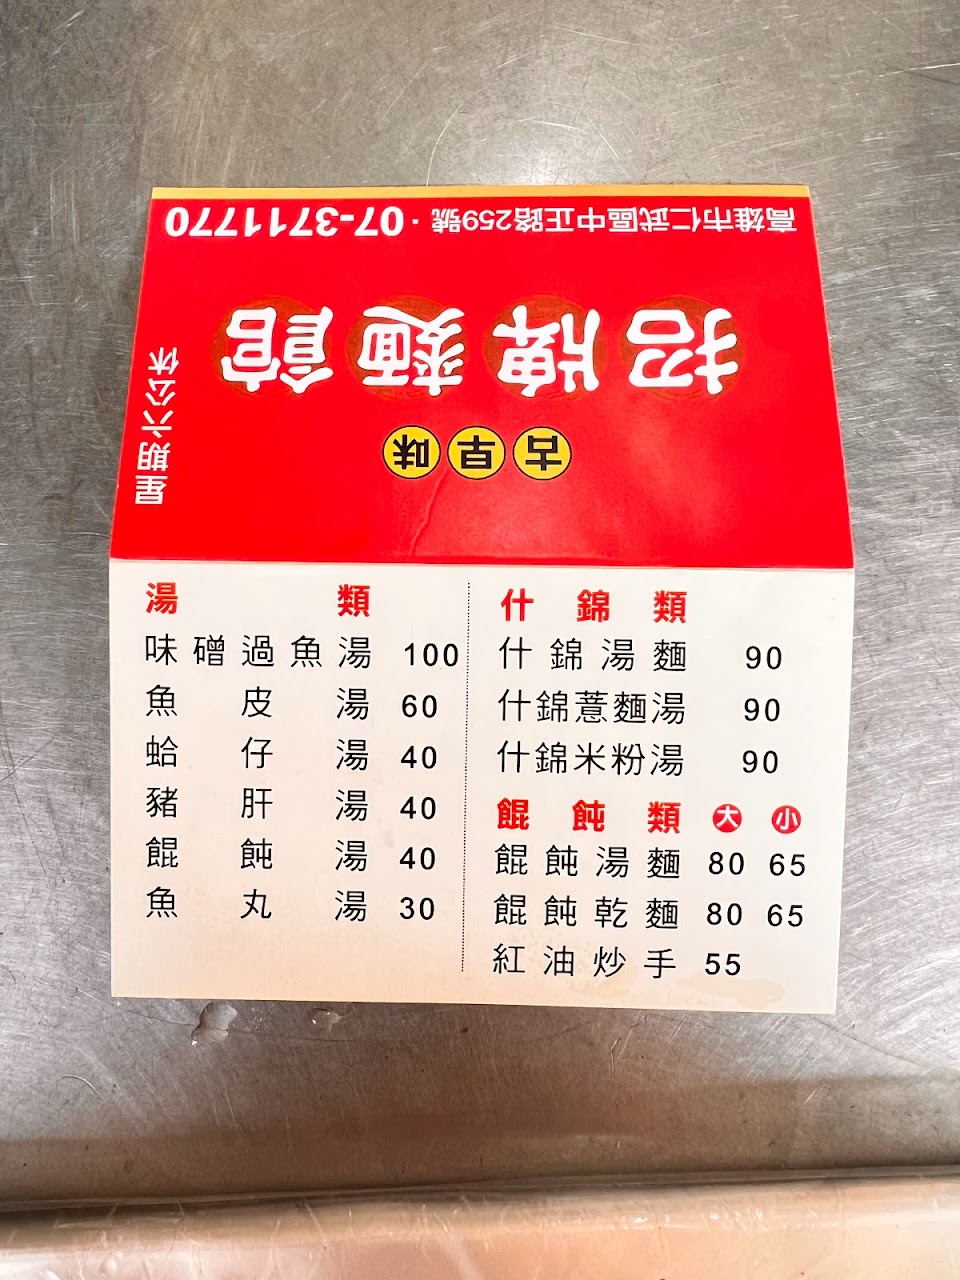 高雄市仁武區中正路259號·07-3711770
招牌麵館
古早味
星期六公休
湯類
味磳過魚湯 100
魚皮湯 60
蛤仔湯 40
豬肝湯 40
餛飩湯 40
魚丸湯 30
什錦類
什錦湯麵 90
什錦薏麵湯 90
什錦米粉湯 90
餛飩類 大 小
餛飩湯麵 80 65
餛飩乾麵 80 65
紅油炒手 55